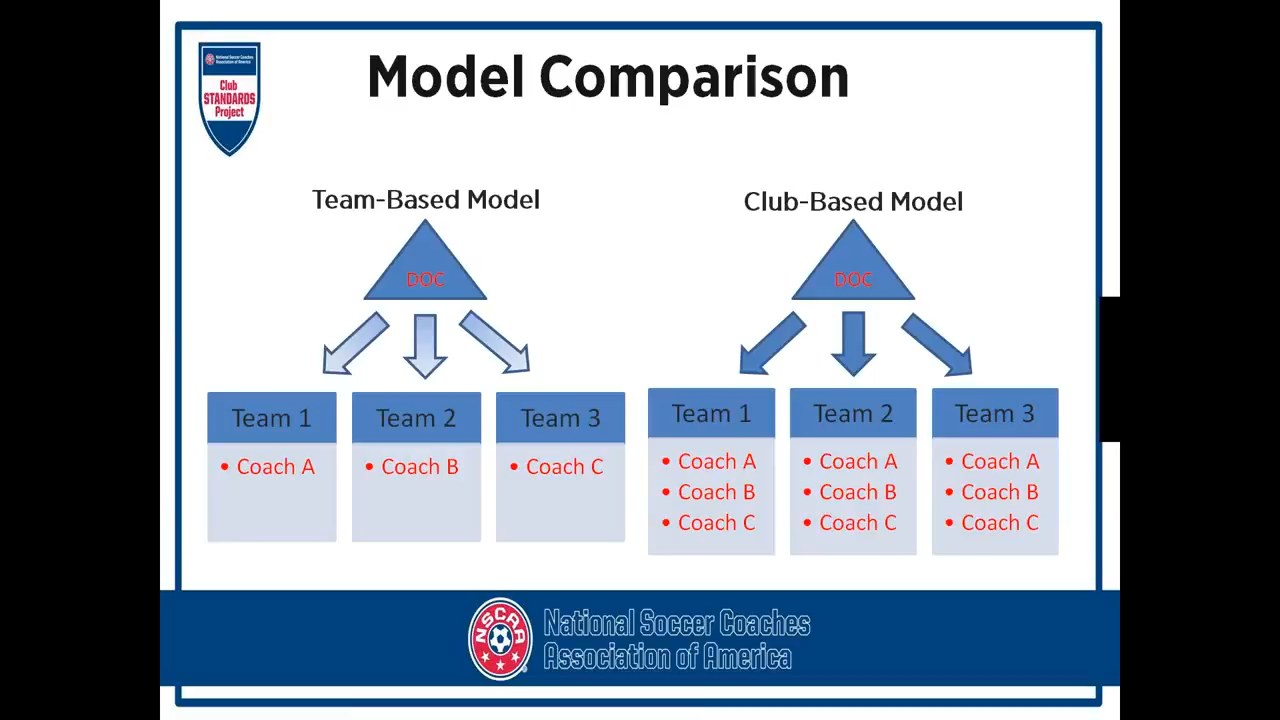 National Soccer Coaches
Association of America
Club
STANDARDS
Project
Model Comparison
Team-Based Model
DOC
Team 1
• Coach A
Team 2
• Coach B
Team 3
• Coach C
Club-Based Model
DOC
Team 1
• Coach A
• Coach B
• Coach C
Team 2
• Coach A
• Coach B
• Coach C
Team 3
• Coach A
• Coach B
• Coach C
NSCAA
National Soccer Coaches
Association of America